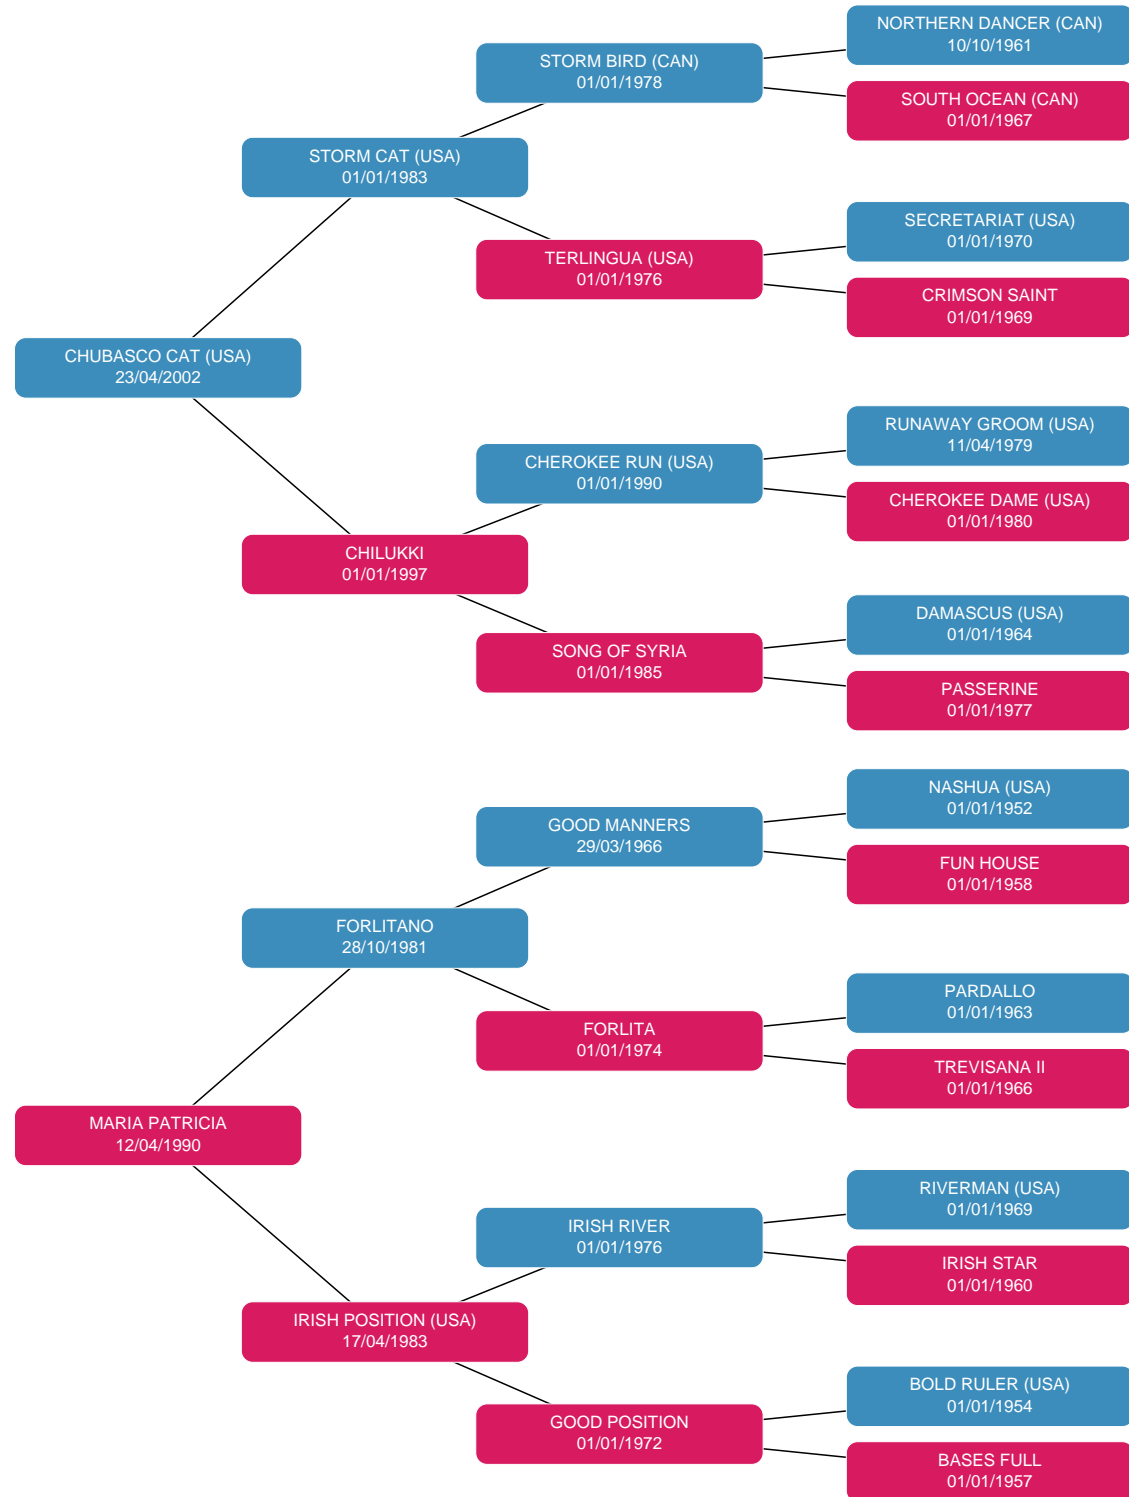 NORTHERN DANCER (CAN)
10/10/1961
STORM BIRD (CAN)
01/01/1978
SOUTH OCEAN (CAN)
01/01/1967
STORM CAT (USA)
01/01/1983
SECRETARIAT (USA)
01/01/1970
TERLINGUA (USA)
01/01/1976
CRIMSON SAINT
01/01/1969
CHUBASCO CAT (USA)
23/04/2002
RUNAWAY GROOM (USA)
11/04/1979
CHEROKEE RUN (USA)
01/01/1990
CHEROKEE DAME (USA)
01/01/1980
CHILUKKI
01/01/1997
DAMASCUS (USA)
01/01/1964
SONG OF SYRIA
01/01/1985
PASSERINE
01/01/1977
NASHUA (USA)
01/01/1952
GOOD MANNERS
29/03/1966
FUN HOUSE
01/01/1958
FORLITANO
28/10/1981
PARDALLO
01/01/1963
FORLITA
01/01/1974
TREVISANA II
01/01/1966
MARIA PATRICIA
12/04/1990
RIVERMAN (USA)
01/01/1969
IRISH RIVER
01/01/1976
IRISH STAR
01/01/1960
IRISH POSITION (USA)
17/04/1983
BOLD RULER (USA)
01/01/1954
GOOD POSITION
01/01/1972
BASES FULL
01/01/1957